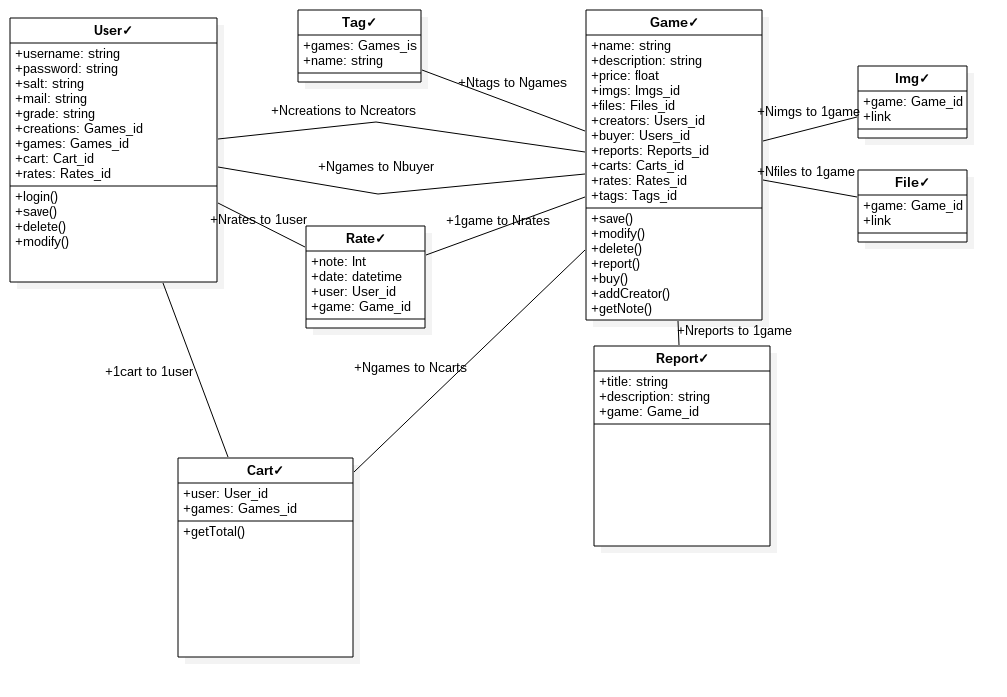 User✓
+username: string
+password: string
+salt: string
+mail: string
+grade: string
+creations: Games_id
+games: Games_id
+cart: Cart_id
+rates: Rates_id
+login()
+save()
+delete()
+modify()
Tag✓
+games: Games_is
+name: string
Game✓
+name: string
+description: string
+price: float
+imgs: Imgs_id
+files: Files_id
+creators: Users_id
+buyer: Users_id
+reports: Reports_id
+carts: Carts_id
+rates: Rates_id
+tags: Tags_id
+save()
+modify()
+delete()
+report()
+buy()
+addCreator()
+getNote()
Img✓
+game: Game_id
+link
File✓
+game: Game_id
+link
+Ntags to Ngames
+Ncreations to Ncreators
+Ngames to Nbuyer
+Nrates to 1user
+1game to Nrates
+Nimgs to 1game
+Nfiles to 1game
Rate✓
+note: Int
+date: datetime
+user: User_id
+game: Game_id
+Nreports to 1game
Report✓
+title: string
+description: string
+game: Game_id
+1cart to 1user
+Ngames to Ncarts
Cart✓
+user: User_id
+games: Games_id
+getTotal()